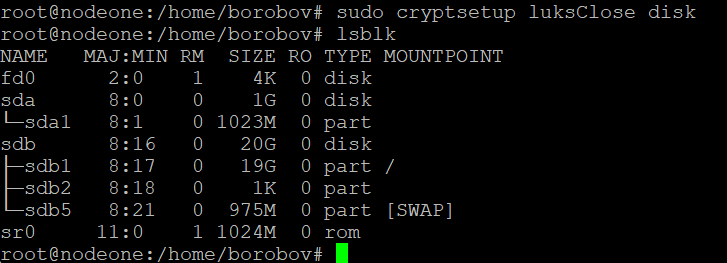 root@nodeone:/home/borobov# sudo cryptsetup luksClose disk
root@nodeone:/home/borobov# lsblk
NAME   MAJ:MIN RM  SIZE RO TYPE MOUNTPOINT
fd0      2:0    1    4K  0 disk
sda      8:0    0    1G  0 disk
└─sda1   8:1    0 1023M  0 part
sdb      8:16   0   20G  0 disk
├─sdb1   8:17   0   19G  0 part /
├─sdb2   8:18   0    1K  0 part
└─sdb5   8:21   0  975M  0 part [SWAP]
sr0     11:0    1 1024M  0 rom
root@nodeone:/home/borobov#